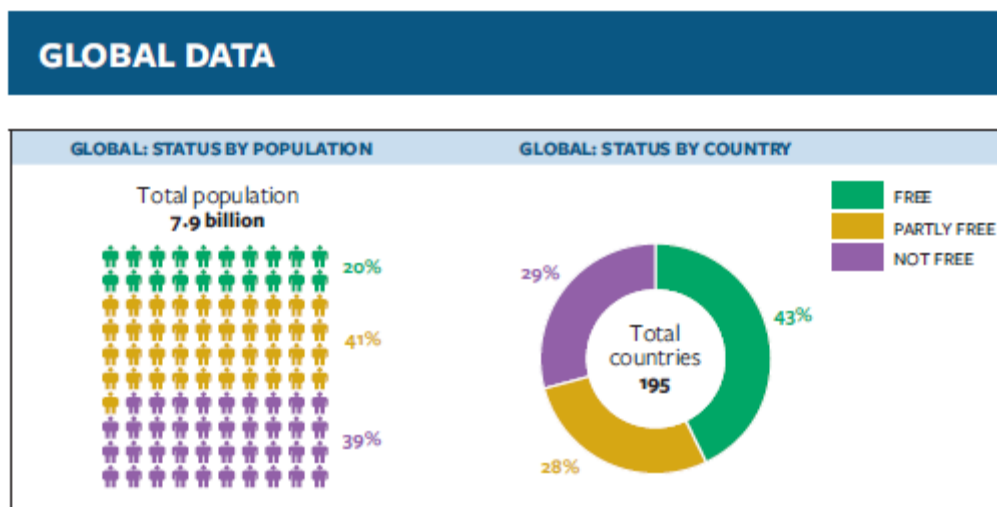 GLOBAL DATA
GLOBAL: STATUS BY POPULATION
Total population
7.9 billion
20%
41%
39%
GLOBAL: STATUS BY COUNTRY
FREE
PARTLY FREE
NOT FREE
29%
43%
Total
countries
195
28%